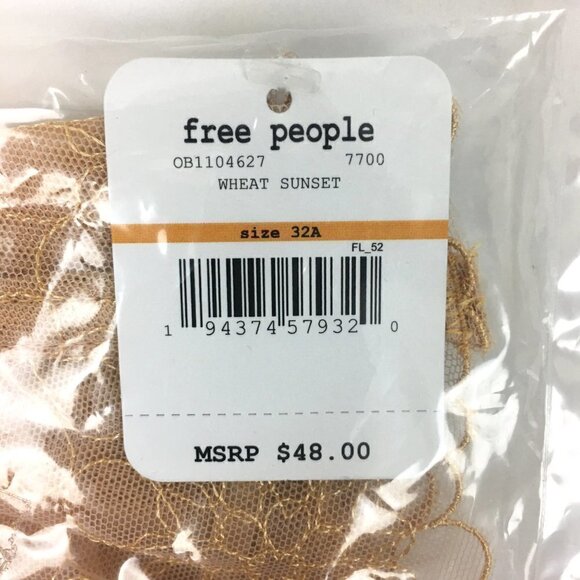 free people
OB1104627 7700
WHEAT SUNSET
size 32A
FL_52
1 94374 57932 0
MSRP $48.00